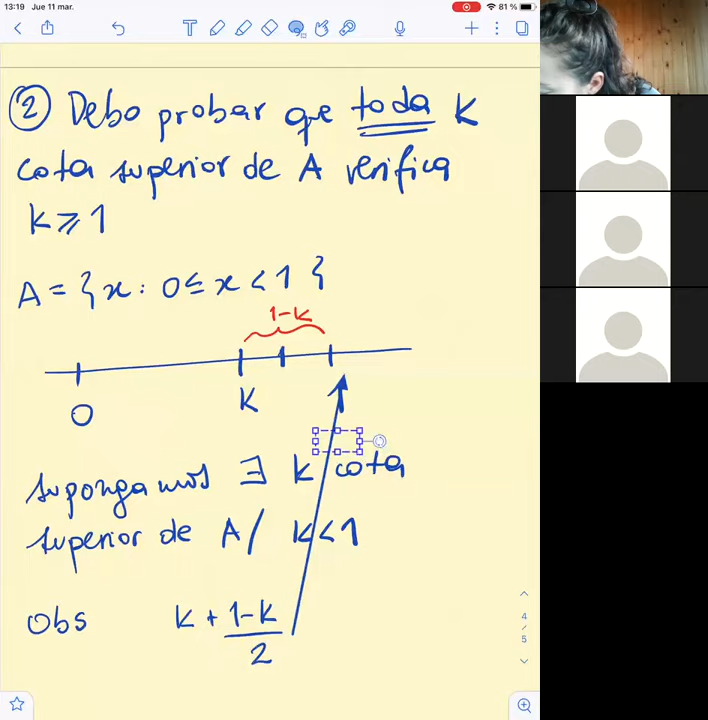 13:19 Jue 11 mar.
81 %
② Debo probar que toda K
cota superior de A verifica
K ⩾ 1
A = { x : 0 ≤ x < 1 }
1-K
0 K 1
supongamos ∃ K cota
superior de A / K < 1
Obs K + (1-K)/2
4
5